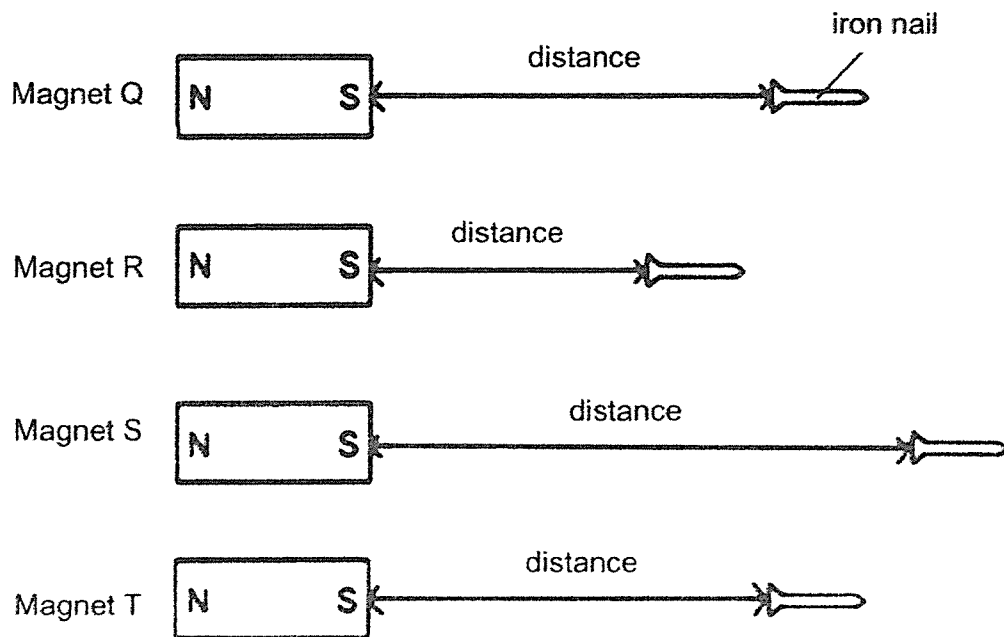 iron nail
distance
Magnet Q
N S
distance
Magnet R
N S
distance
Magnet S
N S
distance
Magnet T
N S